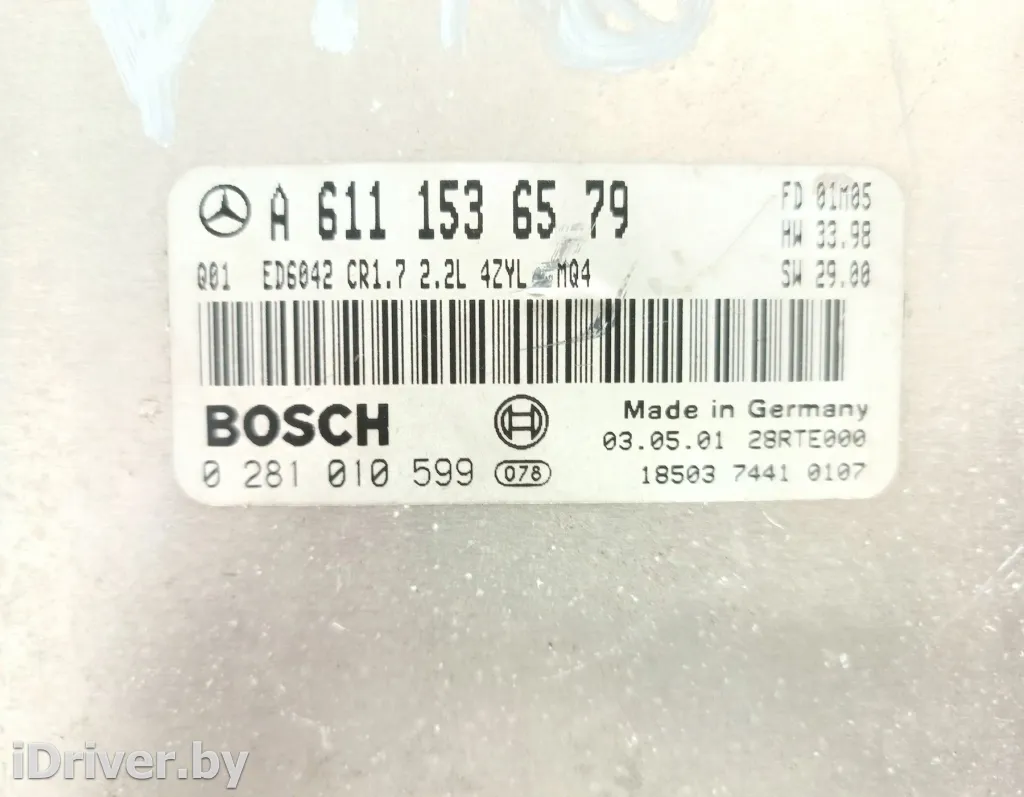 A 611 153 65 79
FD 01M05
HW 33.98
Q01 ED6042 CR1.7 2.2L 4ZYL MQ4
SW 29.00
BOSCH
Made in Germany
03.05.01 28RTE000
0 281 010 599 078
18503 7441 0107
iDriver.by